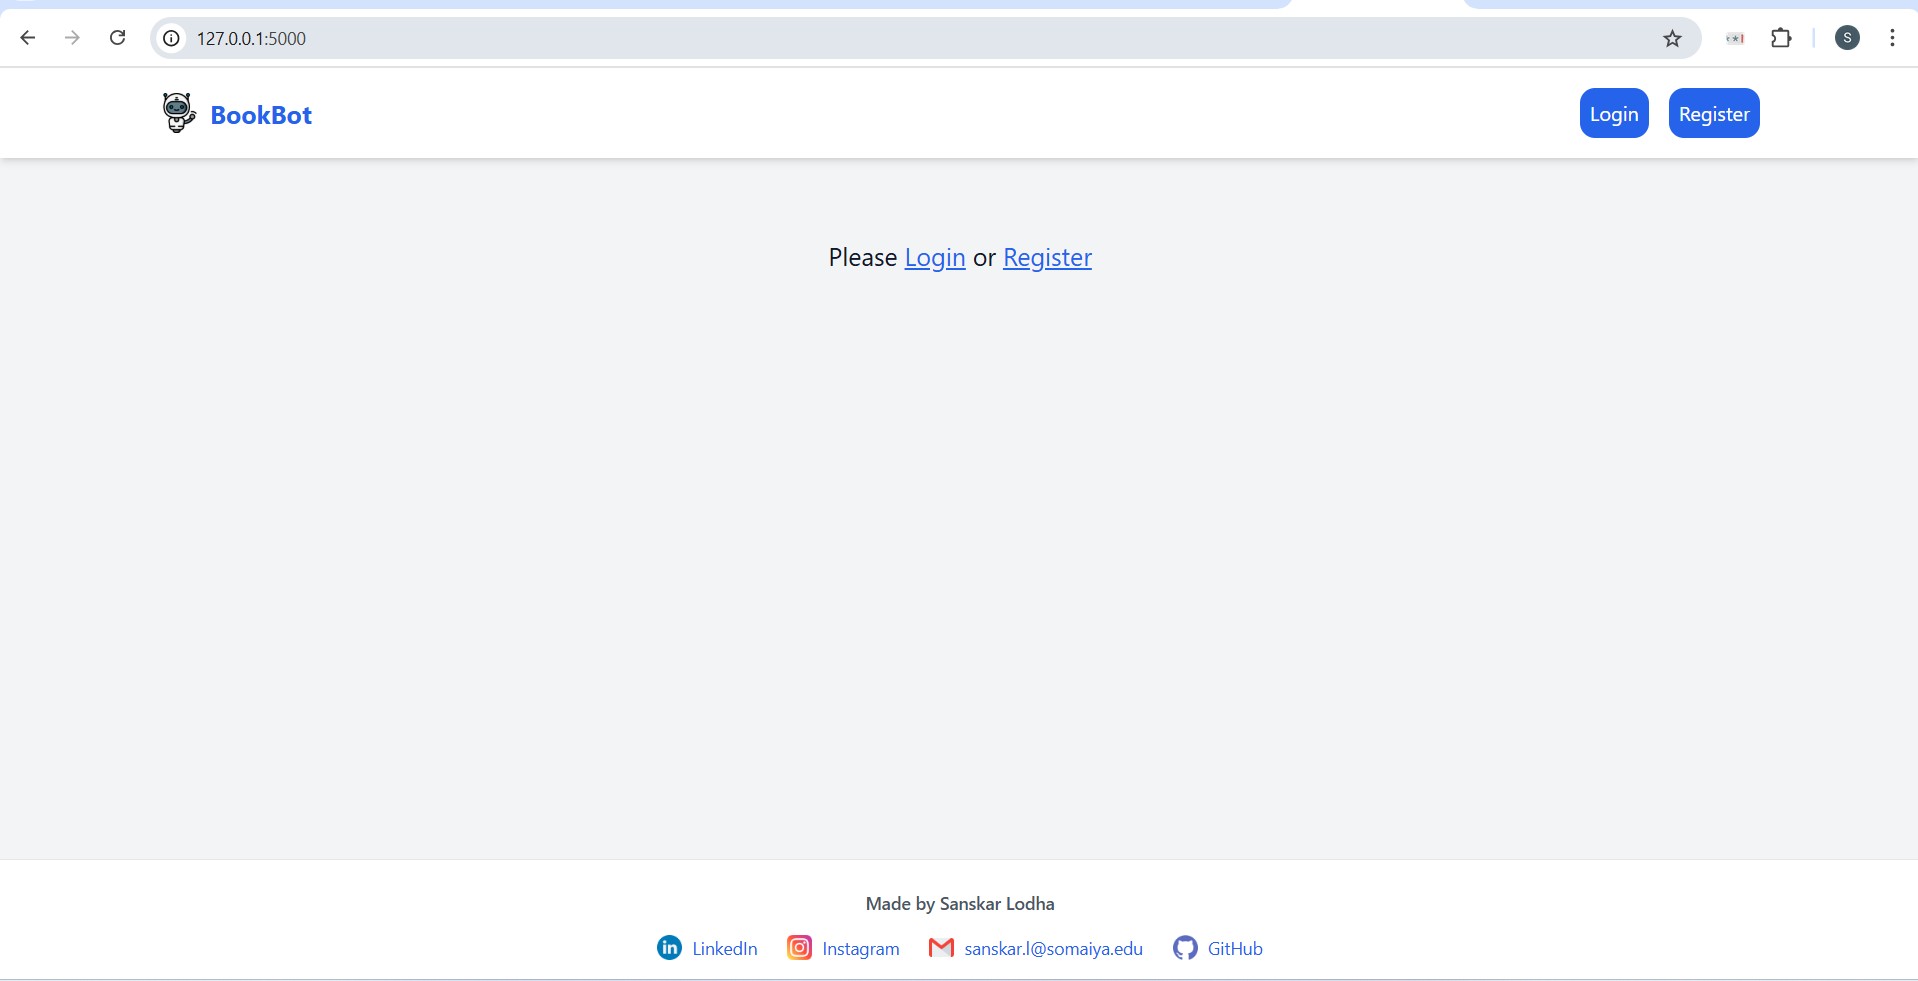 127.0.0.1:5000
S
BookBot
Login
Register
Please Login or Register
Made by Sanskar Lodha
in LinkedIn
Instagram
sanskar.l@somaiya.edu
GitHub